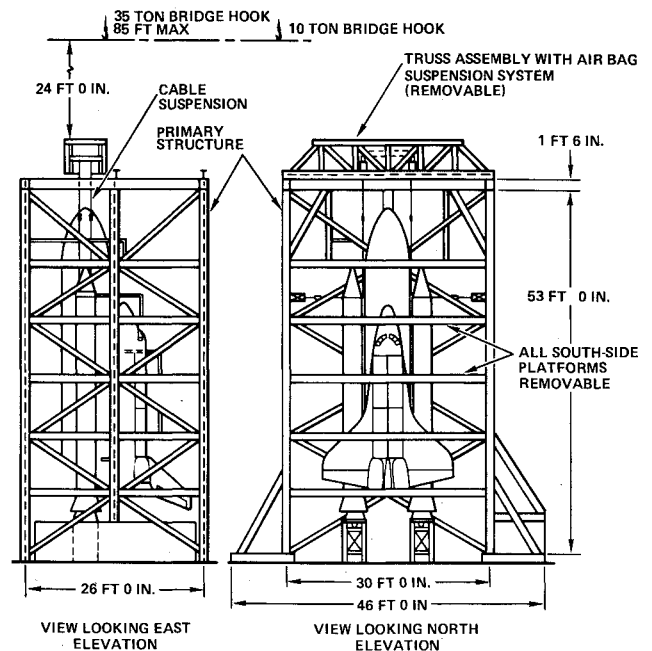 35 TON BRIDGE HOOK
85 FT MAX
10 TON BRIDGE HOOK
24 FT 0 IN.
CABLE
SUSPENSION
PRIMARY
STRUCTURE
TRUSS ASSEMBLY WITH AIR BAG
SUSPENSION SYSTEM
(REMOVABLE)
1 FT 6 IN.
53 FT 0 IN.
ALL SOUTH-SIDE
PLATFORMS
REMOVABLE
26 FT 0 IN.
30 FT 0 IN.
46 FT 0 IN
VIEW LOOKING EAST
ELEVATION
VIEW LOOKING NORTH
ELEVATION